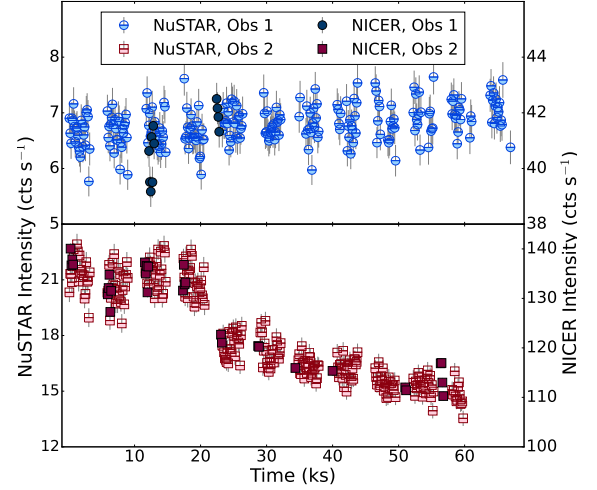 NuSTAR, Obs 1 NICER, Obs 1
NuSTAR, Obs 2 NICER, Obs 2
8 44
7 42
6 40
5 38
21 140
18 130
15 120
12 110
100
10 20 30 40 50 60
Time (ks)
NuSTAR Intensity (cts s⁻¹)
NICER Intensity (cts s⁻¹)